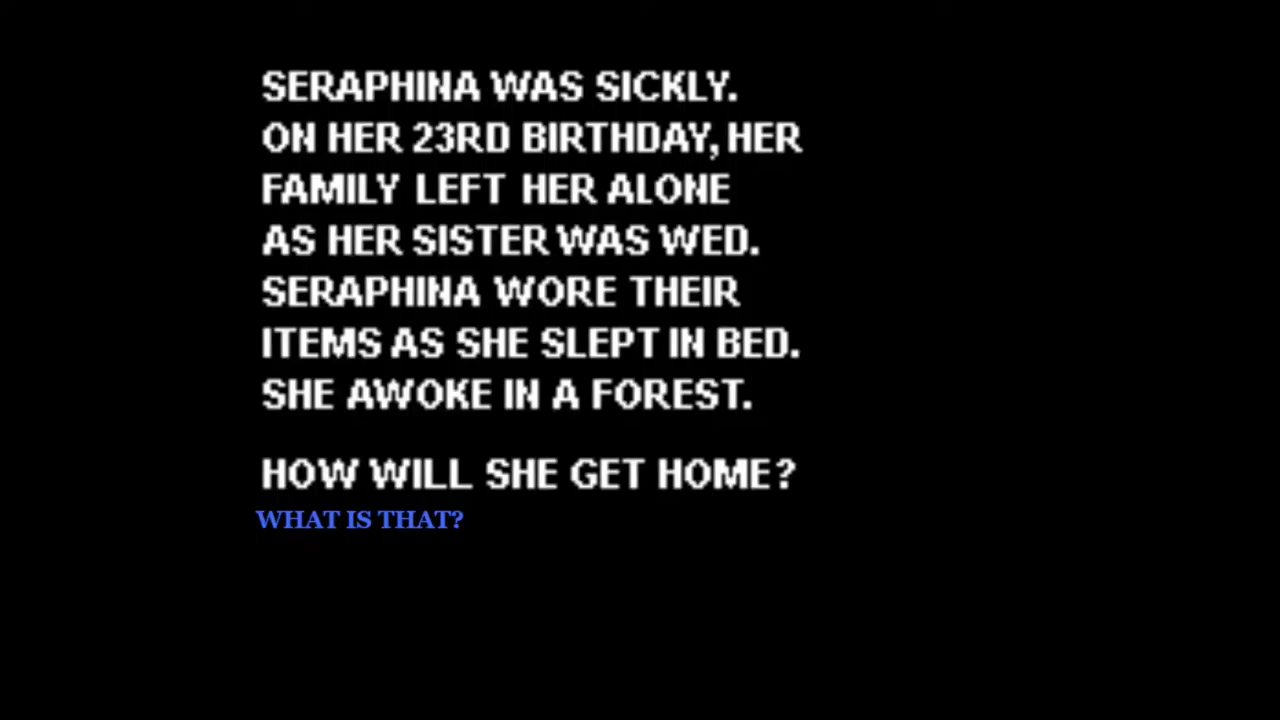 SERAPHINA WAS SICKLY.
ON HER 23RD BIRTHDAY, HER
FAMILY LEFT HER ALONE
AS HER SISTER WAS WED.
SERAPHINA WORE THEIR
ITEMS AS SHE SLEPT IN BED.
SHE AWOKE IN A FOREST.
HOW WILL SHE GET HOME?
WHAT IS THAT?